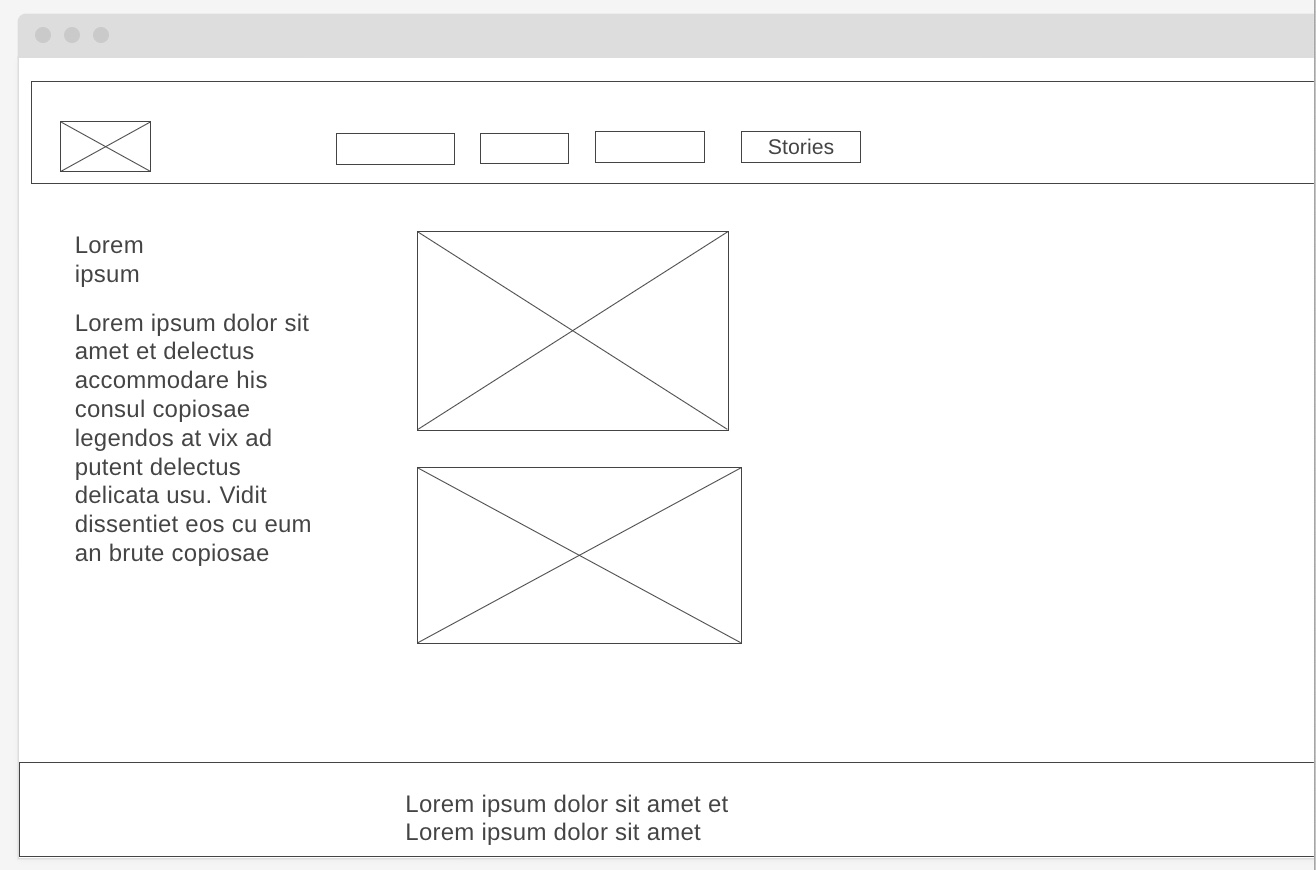 Stories
Lorem
ipsum
Lorem ipsum dolor sit
amet et delectus
accommodare his
consul copiosae
legendos at vix ad
putent delectus
delicata usu. Vidit
dissentiet eos cu eum
an brute copiosae
Lorem ipsum dolor sit amet et
Lorem ipsum dolor sit amet